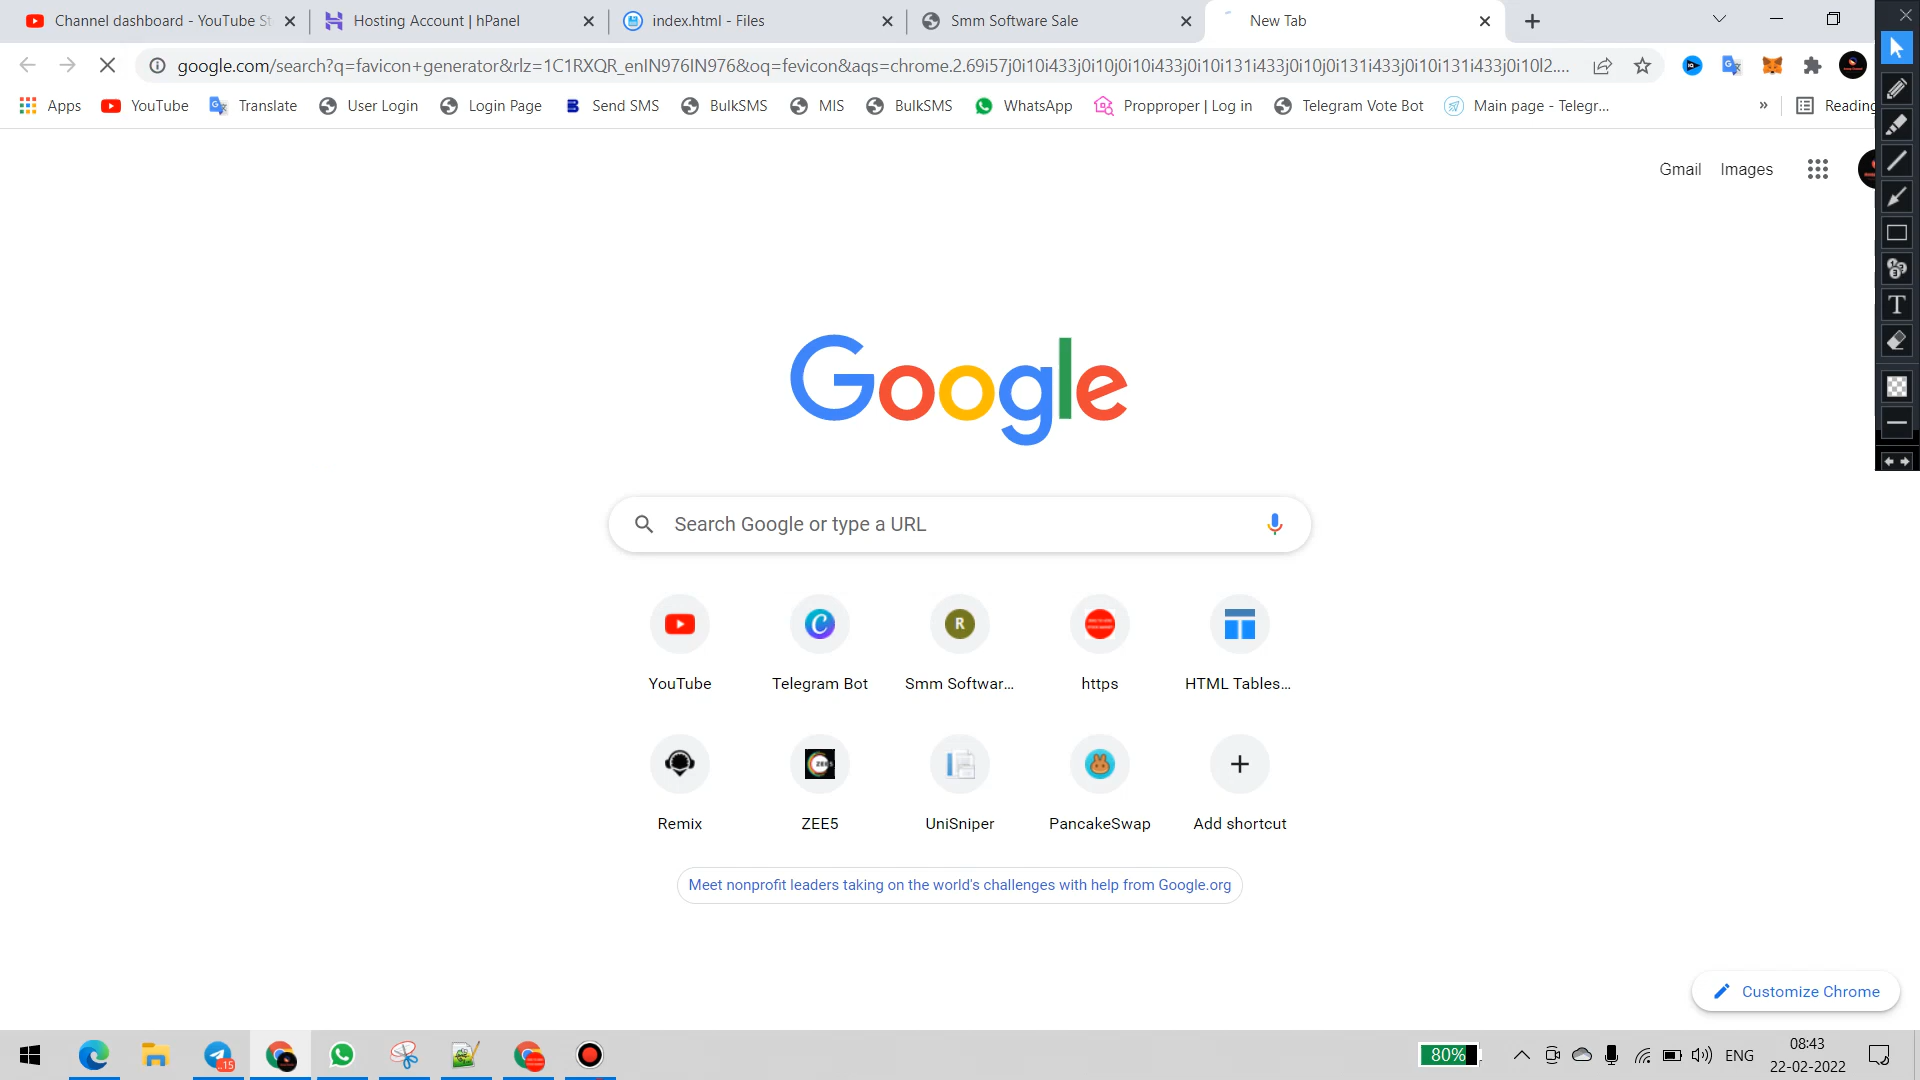 Channel dashboard - YouTube St
Hosting Account | hPanel
index.html - Files
Smm Software Sale
New Tab
google.com/search?q=favicon+generator&rlz=1C1RXQR_enIN976IN976&oq=fevicon&aqs=chrome.2.69i57j0i10i433j0i10j0i10i433j0i10i131i433j0i10j0i131i433j0i10i131i433j0i10l2....
Apps
YouTube
Translate
User Login
Login Page
Send SMS
BulkSMS
MIS
BulkSMS
WhatsApp
Propproper | Log in
Telegram Vote Bot
Main page - Telegr...
»
Reading
Gmail
Images
Google
Search Google or type a URL
YouTube
Telegram Bot
Smm Softwar...
https
HTML Tables...
Remix
ZEE5
UniSniper
PancakeSwap
Add shortcut
Meet nonprofit leaders taking on the world's challenges with help from Google.org
Customize Chrome
80%
ENG
08:43
22-02-2022